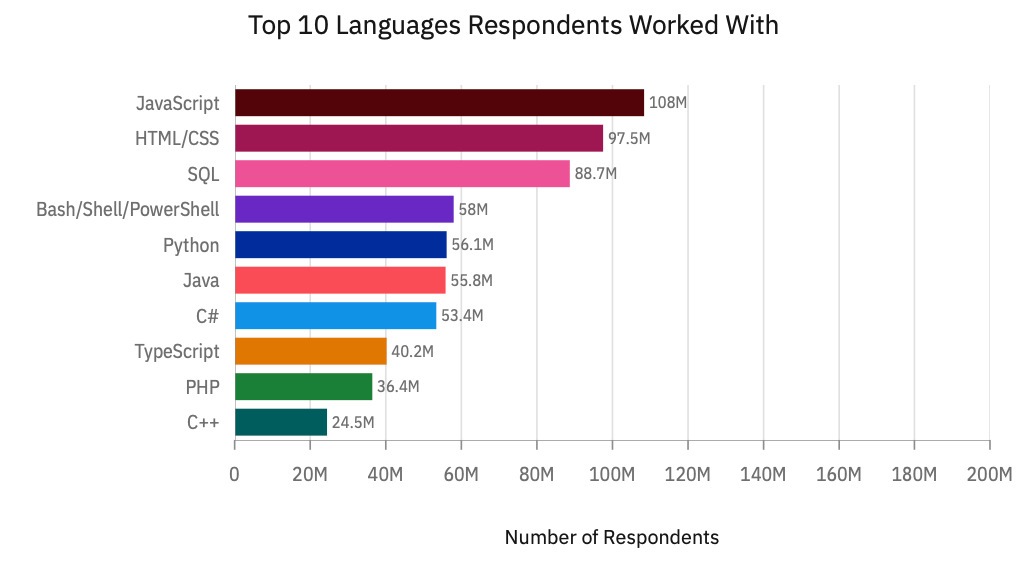 Top 10 Languages Respondents Worked With
JavaScript 108M
HTML/CSS 97.5M
SQL 88.7M
Bash/Shell/PowerShell 58M
Python 56.1M
Java 55.8M
C# 53.4M
TypeScript 40.2M
PHP 36.4M
C++ 24.5M
0 20M 40M 60M 80M 100M 120M 140M 160M 180M 200M
Number of Respondents